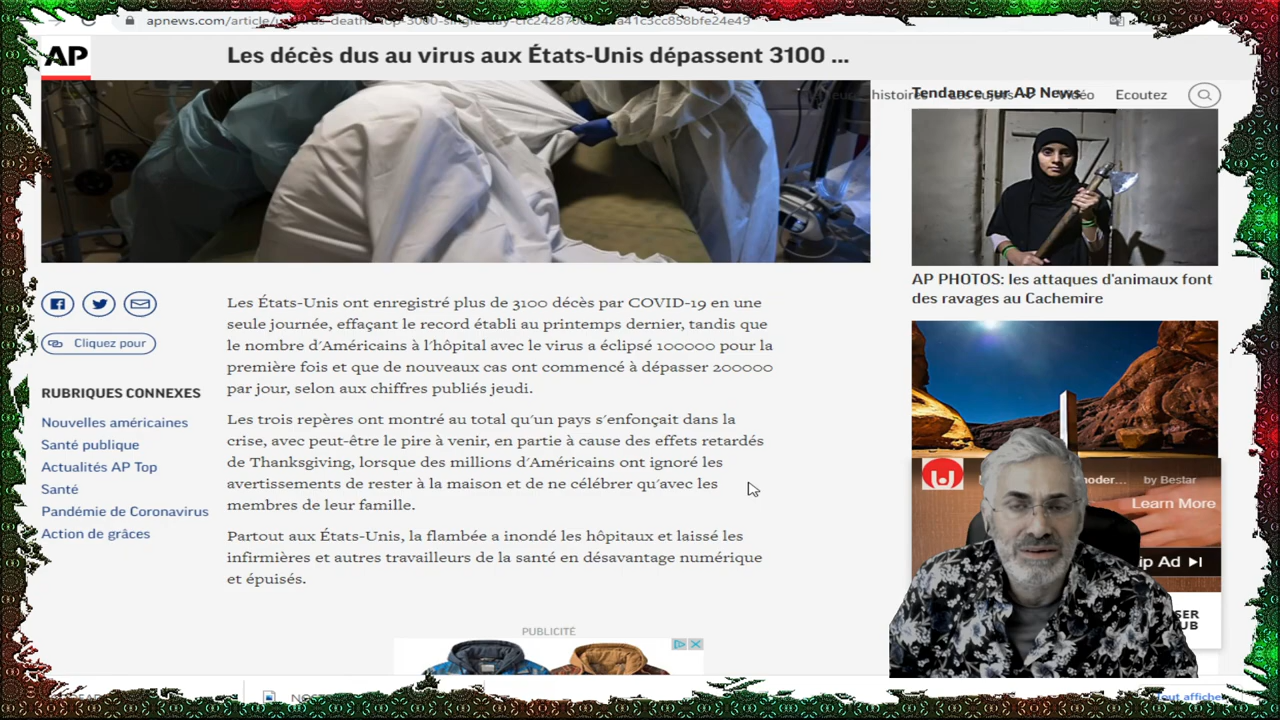 apnews.com/article/
AP
Les décès dus au virus aux États-Unis dépassent 3100 ...
Tendance sur AP News
histoires
Vidéo
Ecoutez
AP PHOTOS: les attaques d'animaux font
des ravages au Cachemire
Cliquez pour
RUBRIQUES CONNEXES
Nouvelles américaines
Santé publique
Actualités AP Top
Santé
Pandémie de Coronavirus
Action de grâces
Les États-Unis ont enregistré plus de 3100 décès par COVID-19 en une
seule journée, effaçant le record établi au printemps dernier, tandis que
le nombre d'Américains à l'hôpital avec le virus a éclipsé 100000 pour la
première fois et que de nouveaux cas ont commencé à dépasser 200000
par jour, selon aux chiffres publiés jeudi.
Les trois repères ont montré au total qu'un pays s'enfonçait dans la
crise, avec peut-être le pire à venir, en partie à cause des effets retardés
de Thanksgiving, lorsque des millions d'Américains ont ignoré les
avertissements de rester à la maison et de ne célébrer qu'avec les
membres de leur famille.
Partout aux États-Unis, la flambée a inondé les hôpitaux et laissé les
infirmières et autres travailleurs de la santé en désavantage numérique
et épuisés.
PUBLICITÉ
by Bestar
Learn More
ip Ad
SER
UB
out affiche